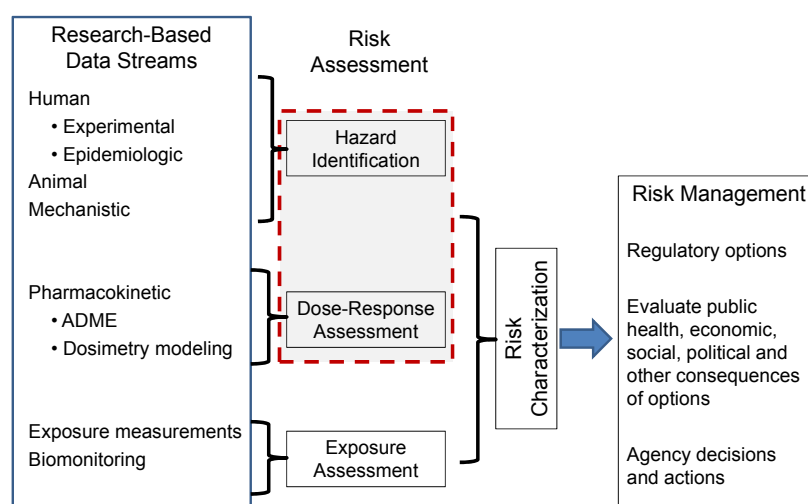 Research-Based
Data Streams
Human
• Experimental
• Epidemiologic
Animal
Mechanistic
Pharmacokinetic
• ADME
• Dosimetry modeling
Exposure measurements
Biomonitoring
Risk
Assessment
Hazard
Identification
Dose-Response
Assessment
Exposure
Assessment
Risk
Characterization
Risk Management
Regulatory options
Evaluate public
health, economic,
social, political and
other consequences
of options
Agency decisions
and actions